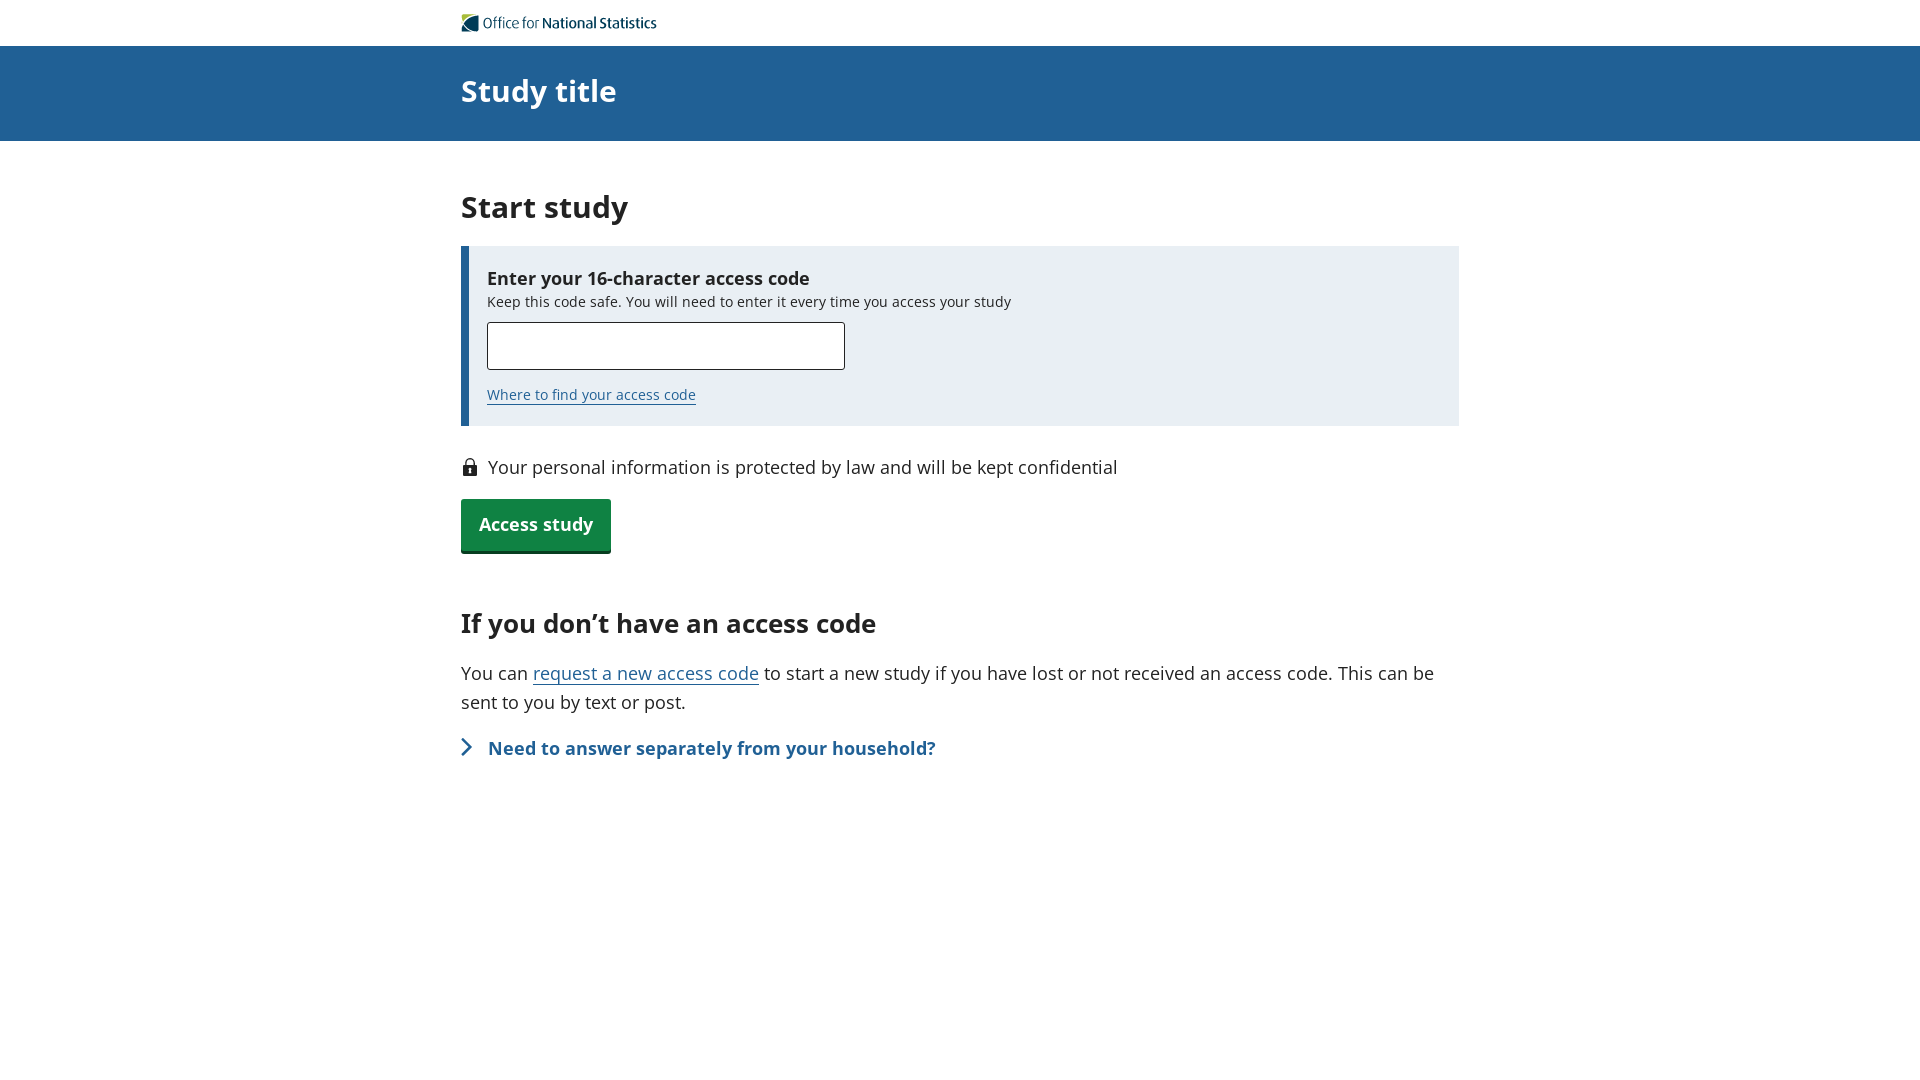 Office for National Statistics
Study title
Start study
Enter your 16-character access code
Keep this code safe. You will need to enter it every time you access your study
Where to find your access code
Your personal information is protected by law and will be kept confidential
Access study
If you don’t have an access code
You can request a new access code to start a new study if you have lost or not received an access code. This can be
sent to you by text or post.
Need to answer separately from your household?